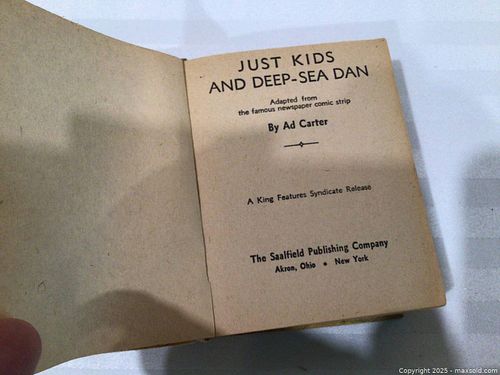 JUST KIDS
AND DEEP-SEA DAN
Adapted from
the famous newspaper comic strip
By Ad Carter
A King Features Syndicate Release
The Saalfield Publishing Company
Akron, Ohio • New York
Copyright 2025 - maxsold.com